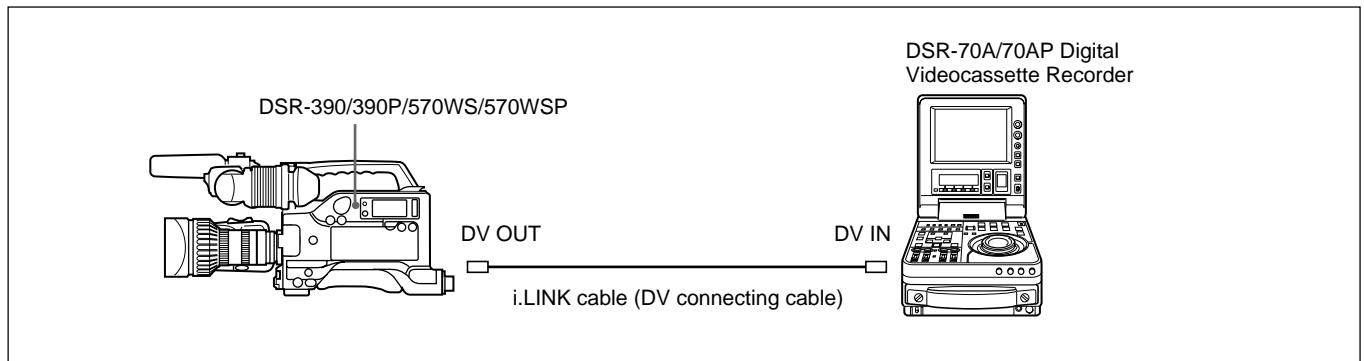 DSR-70A/70AP Digital
Videocassette Recorder
DSR-390/390P/570WS/570WSP
DV OUT
DV IN
i.LINK cable (DV connecting cable)